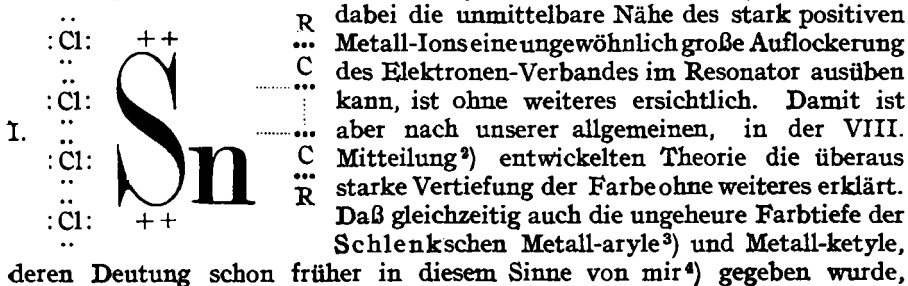 I.
:Cl:
:Cl:
:Cl:
:Cl:
++
Sn
++
R
C
C
R
dabei die unmittelbare Nähe des stark positiven
Metall-Ions eine ungewöhnlich große Auflockerung
des Elektronen-Verbandes im Resonator ausüben
kann, ist ohne weiteres ersichtlich. Damit ist
aber nach unserer allgemeinen, in der VIII.
Mitteilung²) entwickelten Theorie die überaus
starke Vertiefung der Farbe ohne weiteres erklärt.
Daß gleichzeitig auch die ungeheure Farbtiefe der
Schlenkschen Metall-aryle³) und Metall-ketyle,
deren Deutung schon früher in diesem Sinne von mir⁴) gegeben wurde,